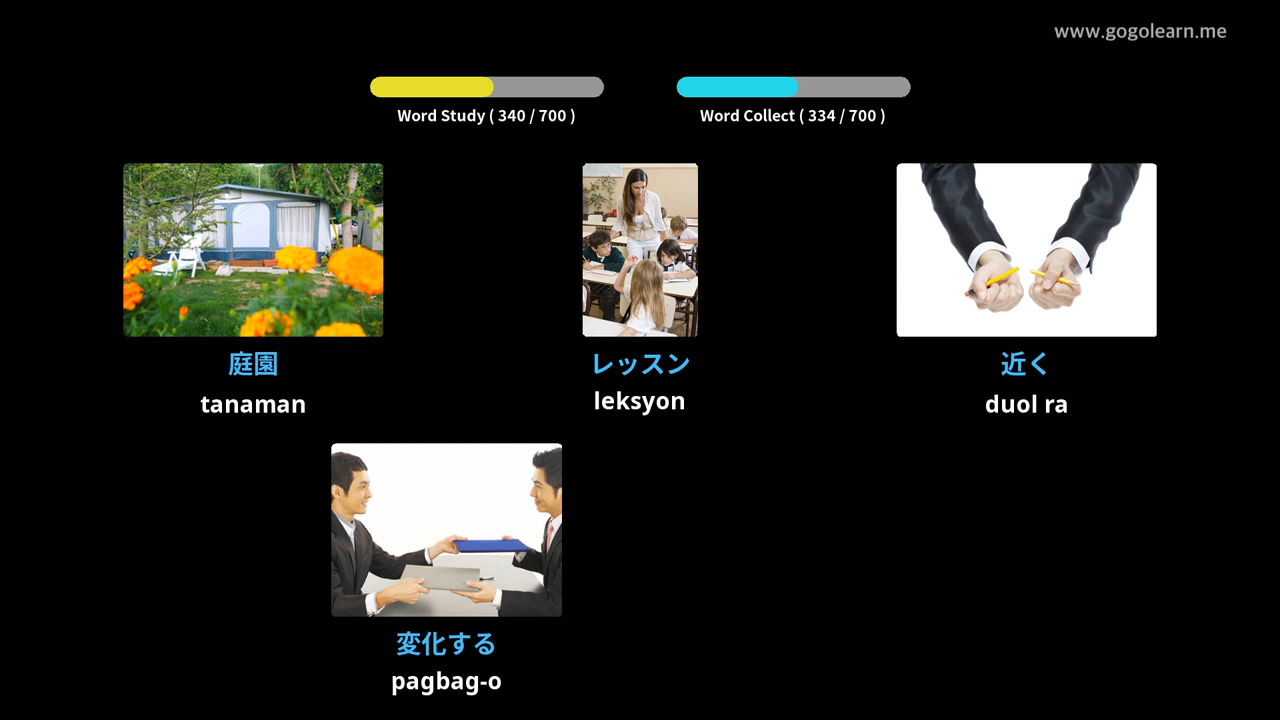 www.gogolearn.me
Word Study ( 340 / 700 )
Word Collect ( 334 / 700 )
庭園
tanaman
レッスン
leksyon
近く
duol ra
変化する
pagbag-o